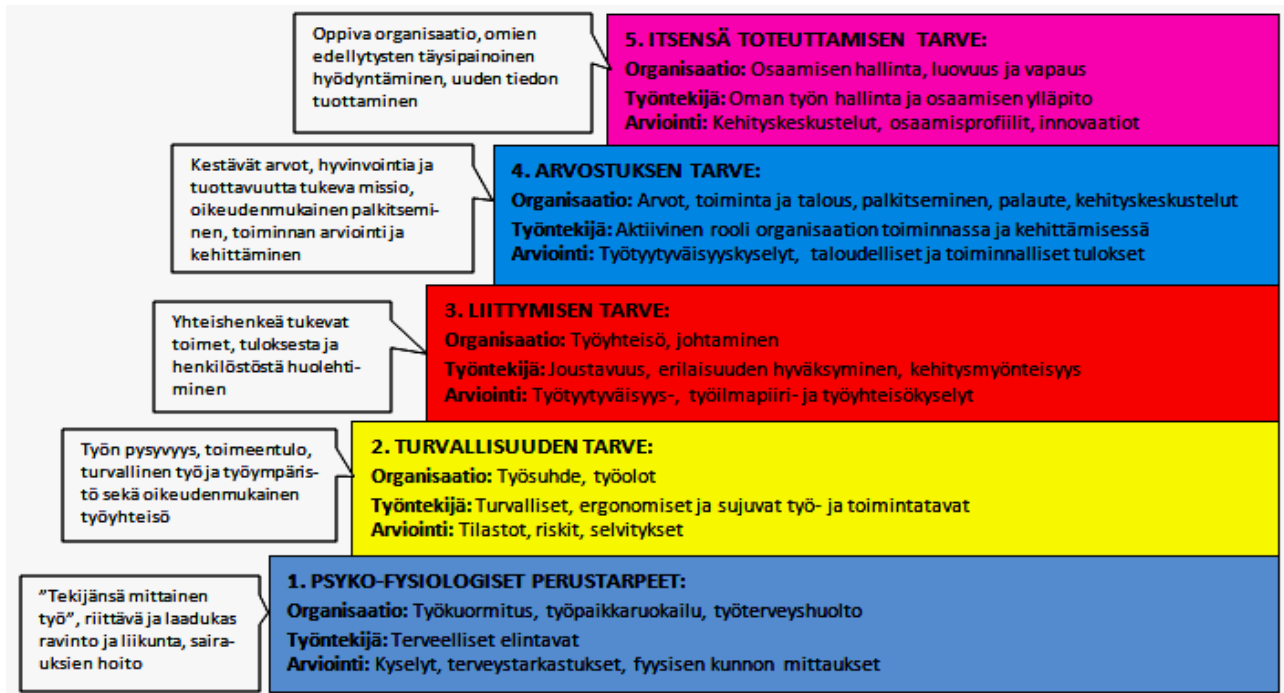 Oppiva organisaatio, omien
edellytysten täysipainoinen
hyödyntäminen, uuden tiedon
tuottaminen
5. ITSENSÄ TOTEUTTAMISEN TARVE:
Organisaatio: Osaamisen hallinta, luovuus ja vapaus
Työntekijä: Oman työn hallinta ja osaamisen ylläpito
Arviointi: Kehityskeskustelut, osaamisprofiilit, innovaatiot
Kestävät arvot, hyvinvointia ja
tuottavuutta tukeva missio,
oikeudenmukainen palkitsemi-
nen, toiminnan arviointi ja
kehittäminen
4. ARVOSTUKSEN TARVE:
Organisaatio: Arvot, toiminta ja talous, palkitseminen, palaute, kehityskeskustelut
Työntekijä: Aktiivinen rooli organisaation toiminnassa ja kehittämisessä
Arviointi: Työtyytyväisyyskyselyt, taloudelliset ja toiminnalliset tulokset
Yhteishenkeä tukevat
toimet, tuloksesta ja
henkilöstöstä huolehti-
minen
3. LIITTYMISEN TARVE:
Organisaatio: Työyhteisö, johtaminen
Työntekijä: Joustavuus, erilaisuuden hyväksyminen, kehitysmyönteisyys
Arviointi: Työtyytyväisyys-, työilmapiiri- ja työyhteisökyselyt
Työn pysyvyys, toimeentulo,
turvallinen työ ja työympäris-
tö sekä oikeudenmukainen
työyhteisö
2. TURVALLISUUDEN TARVE:
Organisaatio: Työsuhde, työolot
Työntekijä: Turvalliset, ergonomiset ja sujuvat työ- ja toimintatavat
Arviointi: Tilastot, riskit, selvitykset
"Tekijänsä mittainen
työ", riittävä ja laadukas
ravinto ja liikunta, saira-
uksien hoito
1. PSYKO-FYSIOLOGISET PERUSTARPEET:
Organisaatio: Työkuormitus, työpaikkaruokailu, työterveyshuolto
Työntekijä: Terveelliset elintavat
Arviointi: Kyselyt, terveystarkastukset, fyysisen kunnon mittaukset